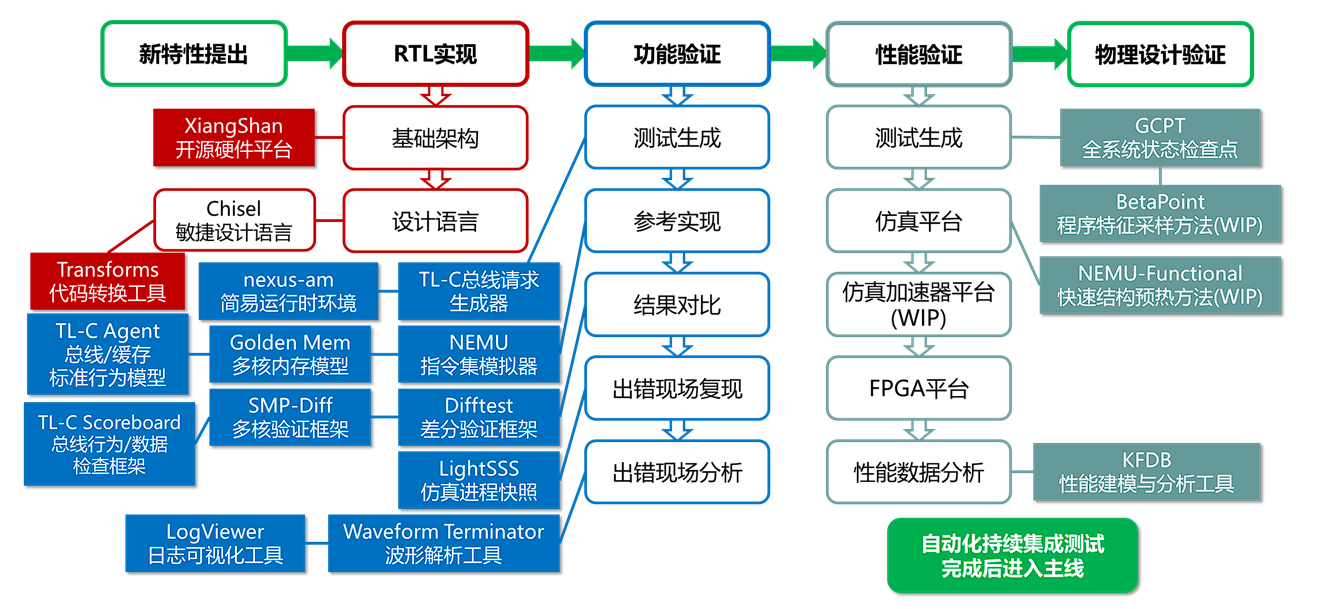 新特性提出
RTL实现
功能验证
性能验证
物理设计验证
XiangShan
开源硬件平台
基础架构
测试生成
测试生成
GCPT
全系统状态检查点
Chisel
敏捷设计语言
设计语言
参考实现
仿真平台
BetaPoint
程序特征采样方法(WIP)
Transforms
代码转换工具
nexus-am
简易运行时环境
TL-C总线请求
生成器
结果对比
仿真加速器平台
(WIP)
NEMU-Functional
快速结构预热方法(WIP)
TL-C Agent
总线/缓存
标准行为模型
Golden Mem
多核内存模型
NEMU
指令集模拟器
出错现场复现
FPGA平台
TL-C Scoreboard
总线行为/数据
检查框架
SMP-Diff
多核验证框架
Difftest
差分验证框架
LightSSS
仿真进程快照
出错现场分析
性能数据分析
KFDB
性能建模与分析工具
LogViewer
日志可视化工具
Waveform Terminator
波形解析工具
自动化持续集成测试
完成后进入主线